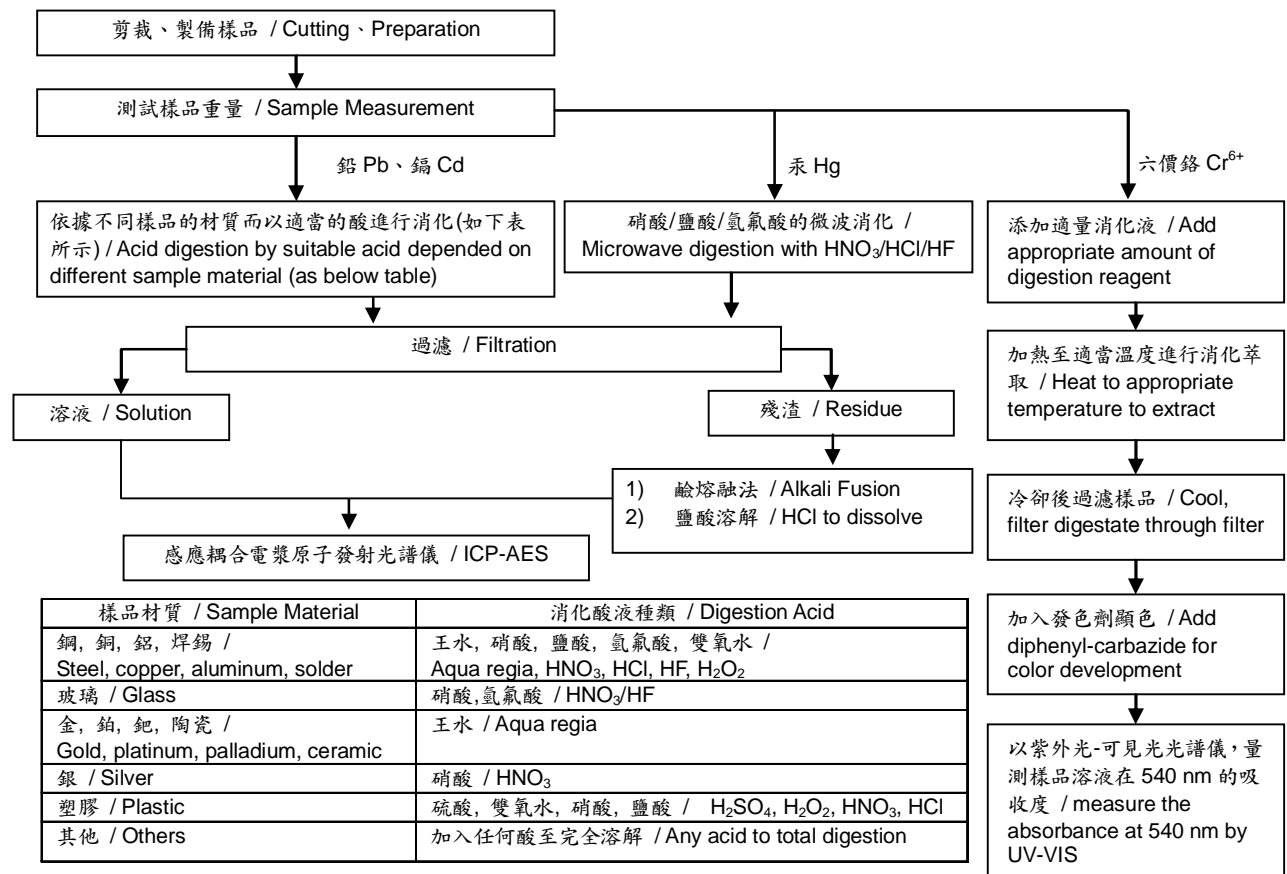 剪裁、製備樣品 / Cutting、Preparation
測試樣品重量 / Sample Measurement
鉛 Pb、鎘 Cd
汞 Hg
六價鉻 Cr⁶⁺
依據不同樣品的材質而以適當的酸進行消化(如下表
所示) / Acid digestion by suitable acid depended on
different sample material (as below table)
硝酸/鹽酸/氫氟酸的微波消化 /
Microwave digestion with HNO₃/HCl/HF
添加適量消化液 / Add
appropriate amount of
digestion reagent
過濾 / Filtration
加熱至適當溫度進行消化萃
取 / Heat to appropriate
temperature to extract
溶液 / Solution
殘渣 / Residue
1) 鹼熔融法 / Alkali Fusion
2) 鹽酸溶解 / HCl to dissolve
冷卻後過濾樣品 / Cool,
filter digestate through filter
感應耦合電漿原子發射光譜儀 / ICP-AES
加入發色劑顯色 / Add
diphenyl-carbazide for
color development
以紫外光-可見光光譜儀,量
測樣品溶液在 540 nm 的吸
收度 / measure the
absorbance at 540 nm by
UV-VIS
樣品材質 / Sample Material
消化酸液種類 / Digestion Acid
鋼, 銅, 鋁, 焊錫 /
Steel, copper, aluminum, solder
王水, 硝酸, 鹽酸, 氫氟酸, 雙氧水 /
Aqua regia, HNO₃, HCl, HF, H₂O₂
玻璃 / Glass
硝酸,氫氟酸 / HNO₃/HF
金, 鉑, 鈀, 陶瓷 /
Gold, platinum, palladium, ceramic
王水 / Aqua regia
銀 / Silver
硝酸 / HNO₃
塑膠 / Plastic
硫酸, 雙氧水, 硝酸, 鹽酸 / H₂SO₄, H₂O₂, HNO₃, HCl
其他 / Others
加入任何酸至完全溶解 / Any acid to total digestion